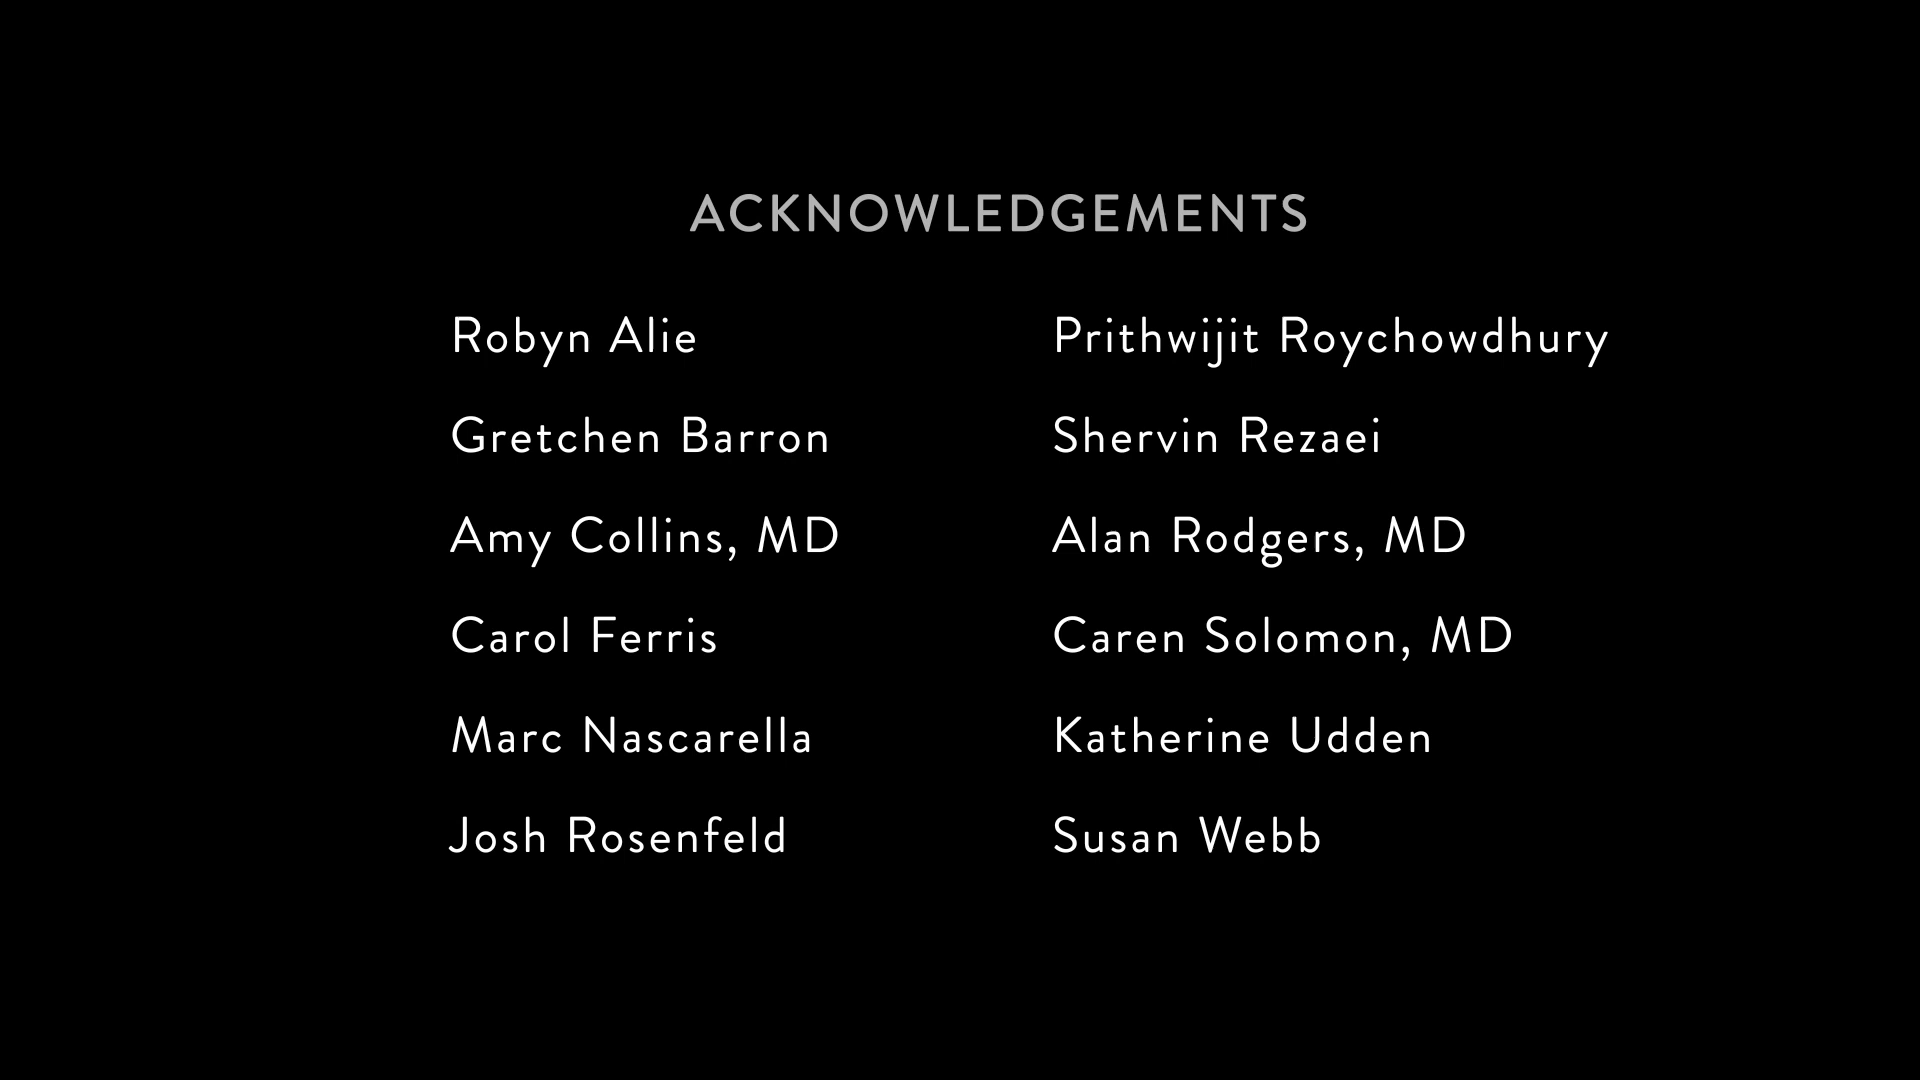 ACKNOWLEDGEMENTS
Robyn Alie
Gretchen Barron
Amy Collins, MD
Carol Ferris
Marc Nascarella
Josh Rosenfeld
Prithwijit Roychowdhury
Shervin Rezaei
Alan Rodgers, MD
Caren Solomon, MD
Katherine Udden
Susan Webb